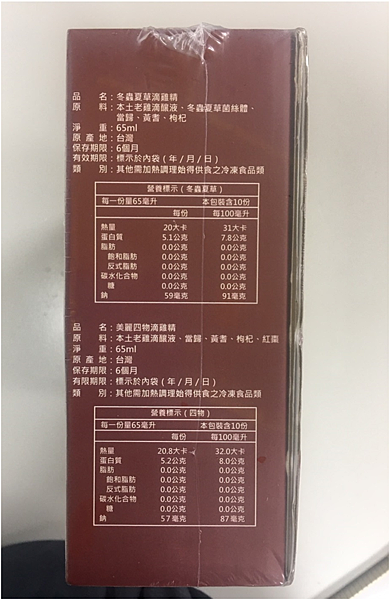 品　　名：冬蟲夏草滴雞精
原　　料：本土老雞滴釀液、冬蟲夏草菌絲體、
當歸、黃耆、枸杞
淨　　重：65ml
原 產 地：台灣
保存期限：6個月
有效期限：標示於內袋（年／月／日）
類　　別：其他需加熱調理始得供食之冷凍食品類
營養標示（冬蟲夏草）
每一份量65毫升　本包裝含10份
每份　每100毫升
熱量　20大卡　31大卡
蛋白質　5.1公克　7.8公克
脂肪　0.0公克　0.0公克
飽和脂肪　0.0公克　0.0公克
反式脂肪　0.0公克　0.0公克
碳水化合物　0.0公克　0.0公克
糖　0.0公克　0.0公克
鈉　59毫克　91毫克
品　　名：美麗四物滴雞精
原　　料：本土老雞滴釀液、當歸、黃耆、枸杞、紅棗
淨　　重：65ml
原 產 地：台灣
保存期限：6個月
有限期限：標示於內袋（年／月／日）
類　　別：其他需加熱調理始得供食之冷凍食品類
營養標示（四物）
每一份量65毫升　本包裝含10份
每份　每100毫升
熱量　20.8大卡　32.0大卡
蛋白質　5.2公克　8.0公克
脂肪　0.0公克　0.0公克
飽和脂肪　0.0公克　0.0公克
反式脂肪　0.0公克　0.0公克
碳水化合物　0.0公克　0.0公克
糖　0.0公克　0.0公克
鈉　57毫克　87毫克